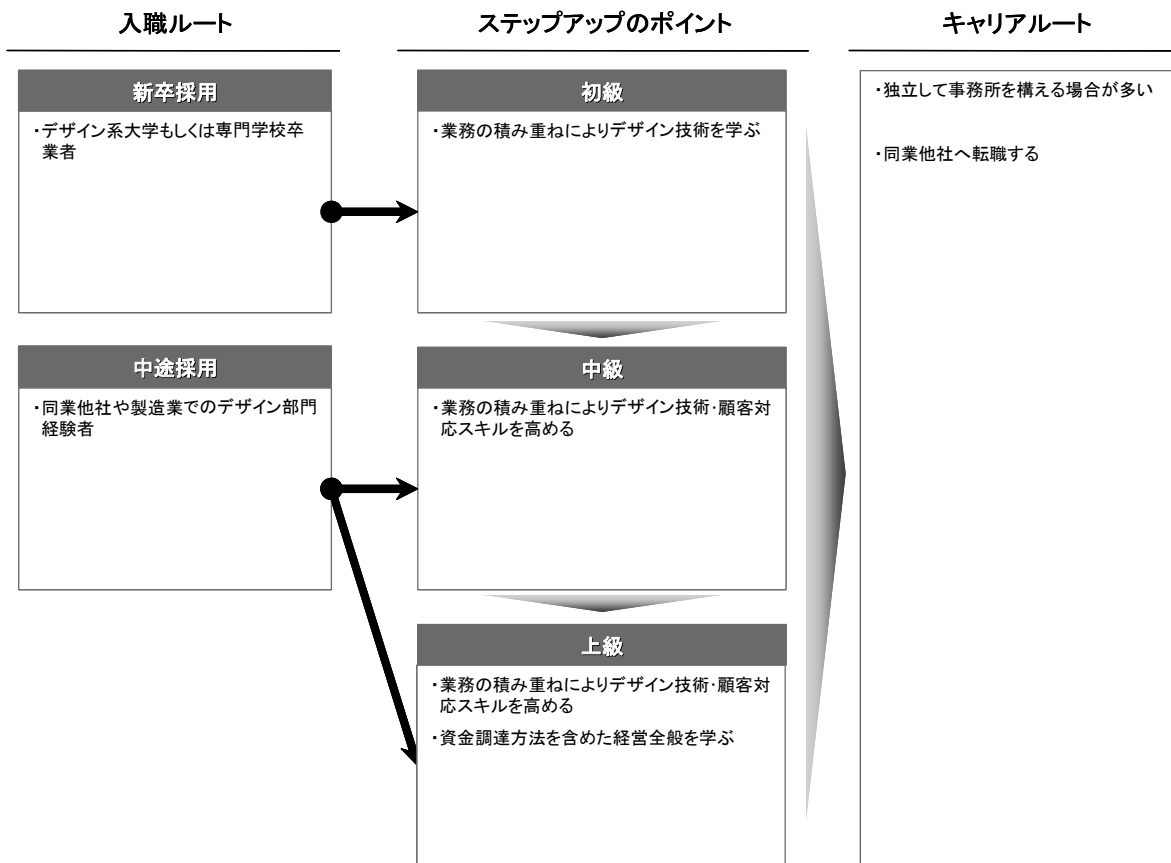 入職ルート
ステップアップのポイント
キャリアルート
新卒採用
・デザイン系大学もしくは専門学校卒
業者
初級
・業務の積み重ねによりデザイン技術を学ぶ
・独立して事務所を構える場合が多い
・同業他社へ転職する
中途採用
・同業他社や製造業でのデザイン部門
経験者
中級
・業務の積み重ねによりデザイン技術・顧客対
応スキルを高める
上級
・業務の積み重ねによりデザイン技術・顧客対
応スキルを高める
・資金調達方法を含めた経営全般を学ぶ